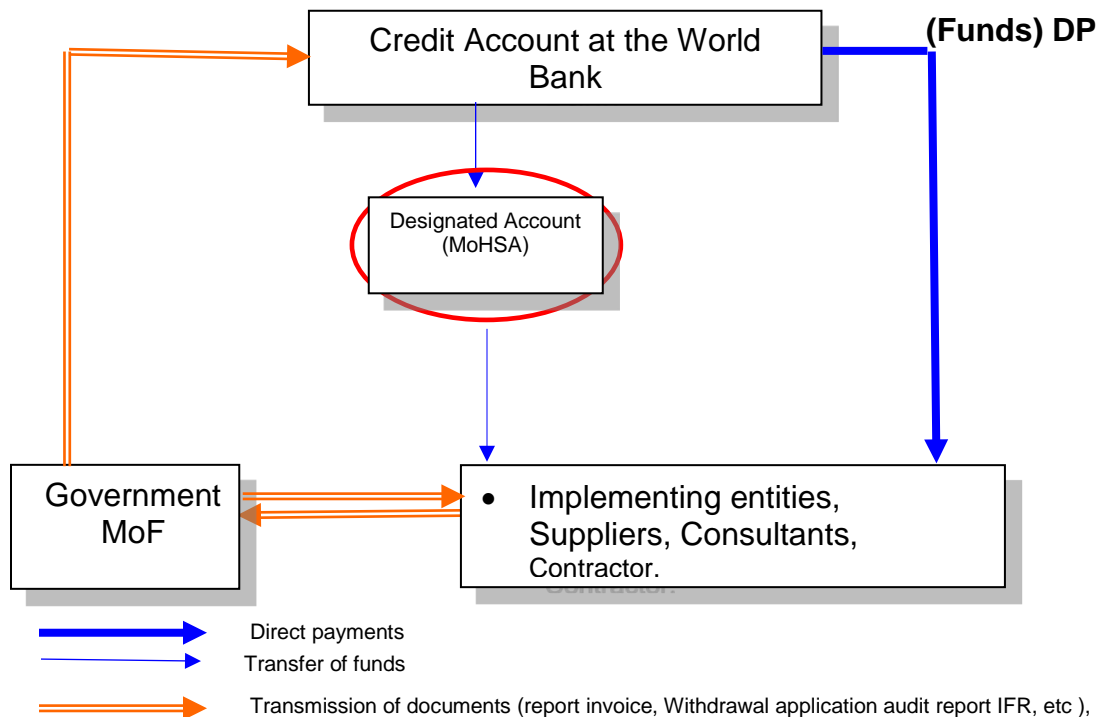 (Funds) DP
Credit Account at the World
Bank
Designated Account
(MoHSA)
Government
MoF
• Implementing entities,
Suppliers, Consultants,
Contractor.
Direct payments
Transfer of funds
Transmission of documents (report invoice, Withdrawal application audit report IFR, etc ),